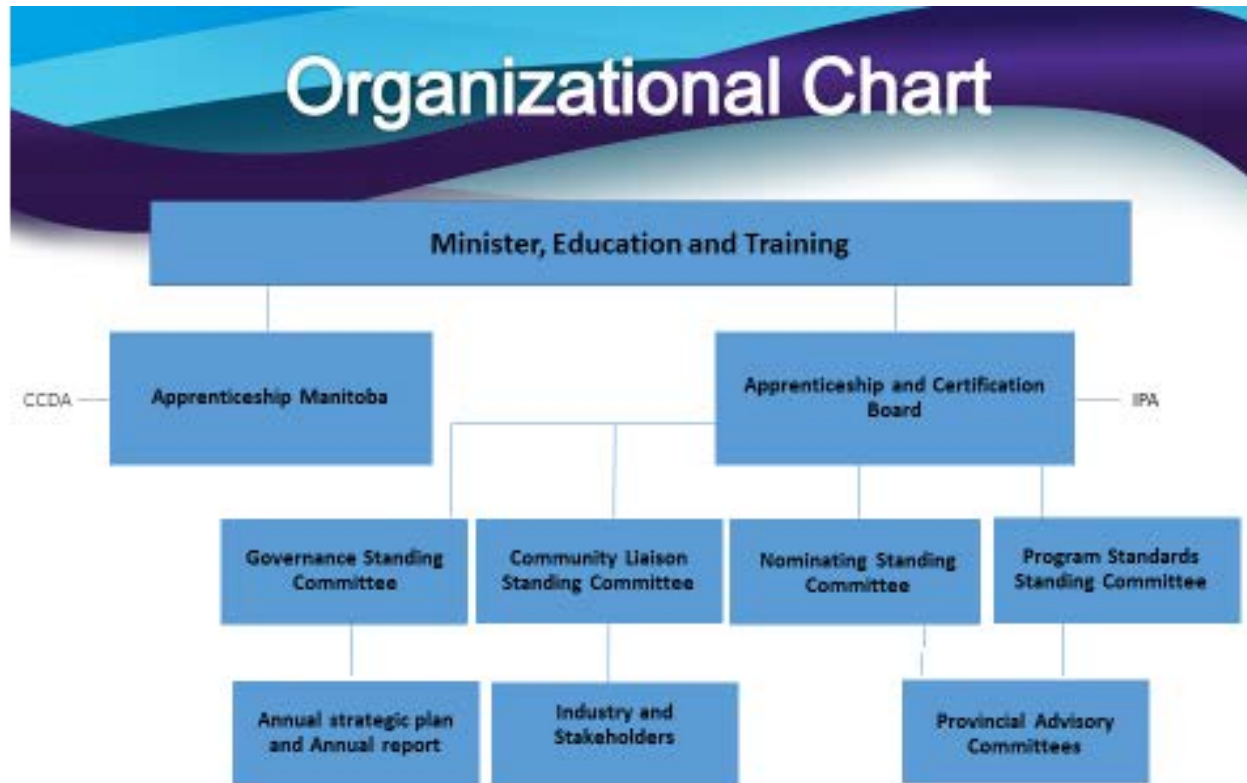 Organizational Chart
Minister, Education and Training
CCDA
Apprenticeship Manitoba
Apprenticeship and Certification
Board
IPA
Governance Standing
Committee
Community Liaison
Standing Committee
Nominating Standing
Committee
Program Standards
Standing Committee
Annual strategic plan
and Annual report
Industry and
Stakeholders
Provincial Advisory
Committees